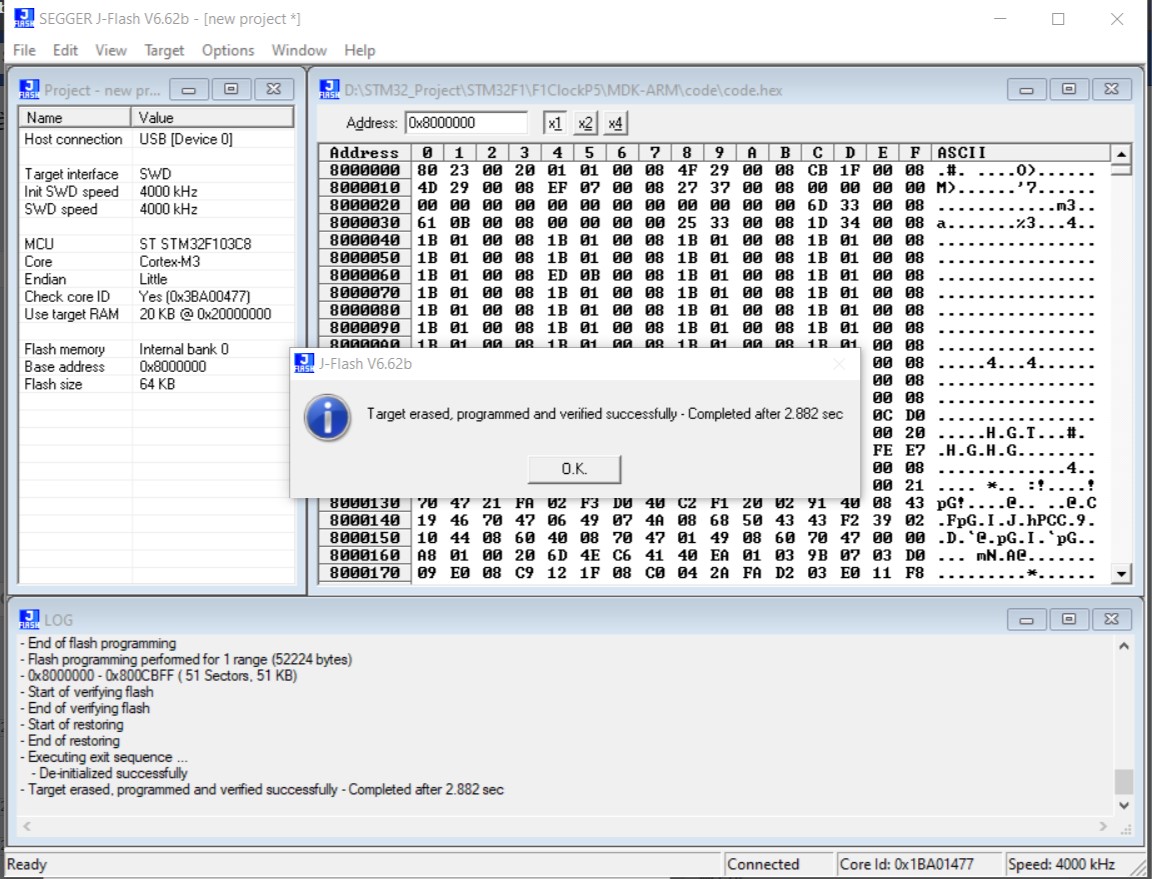 SEGGER J-Flash V6.62b - [new project *]
File Edit View Target Options Window Help
Project - new pr...
Name Value
Host connection USB [Device 0]
Target interface SWD
Init SWD speed 4000 kHz
SWD speed 4000 kHz
MCU ST STM32F103C8
Core Cortex-M3
Endian Little
Check core ID Yes (0x3BA00477)
Use target RAM 20 KB @ 0x20000000
Flash memory Internal bank 0
Base address 0x8000000
Flash size 64 KB
D:\STM32_Project\STM32F1\F1ClockP5\MDK-ARM\code\code.hex
Address: 0x8000000 x1 x2 x4
Address 0 1 2 3 4 5 6 7 8 9 A B C D E F ASCII
8000000 80 23 00 20 01 01 00 08 4F 29 00 08 CB 1F 00 08 .#. ....O)......
8000010 4D 29 00 08 EF 07 00 08 27 37 00 08 00 00 00 00 M)......'7......
8000020 00 00 00 00 00 00 00 00 00 00 00 00 6D 33 00 08 ............m3..
8000030 61 0B 00 08 00 00 00 00 25 33 00 08 1D 34 00 08 a.......%3...4..
8000040 1B 01 00 08 1B 01 00 08 1B 01 00 08 1B 01 00 08 ................
8000050 1B 01 00 08 1B 01 00 08 1B 01 00 08 1B 01 00 08 ................
8000060 1B 01 00 08 ED 0B 00 08 1B 01 00 08 1B 01 00 08 ................
8000070 1B 01 00 08 1B 01 00 08 1B 01 00 08 1B 01 00 08 ................
8000080 1B 01 00 08 1B 01 00 08 1B 01 00 08 1B 01 00 08 ................
8000090 1B 01 00 08 1B 01 00 08 1B 01 00 08 1B 01 00 08 ................
80000A0 1B 01 00 08 1B 01 00 08 1B 01 00 08 1B 01 00 08 ................
00 08 .....4...4......
00 08 ................
00 08 ................
0C D0 ................
00 20 .....H.G.T...#.
FE E7 .H.G.H.G........
00 08 .............4..
00 21 .... *.. :!....!
8000130 70 47 21 FA 02 F3 D0 40 C2 F1 20 02 91 40 08 43 pG!....@.. ..@.C
8000140 19 46 70 47 06 49 07 4A 08 68 50 43 43 F2 39 02 .FpG.I.J.hPCC.9.
8000150 10 44 08 60 40 08 70 47 01 49 08 60 70 47 00 00 .D.`@.pG.I.`pG..
8000160 A8 01 00 20 6D 4E C6 41 40 EA 01 03 9B 07 03 D0 ... mN.A@.......
8000170 09 E0 08 C9 12 1F 08 C0 04 2A FA D2 03 E0 11 F8 .........*......
J-Flash V6.62b
Target erased, programmed and verified successfully - Completed after 2.882 sec
O.K.
LOG
- End of flash programming
- Flash programming performed for 1 range (52224 bytes)
- 0x8000000 - 0x800CBFF ( 51 Sectors, 51 KB)
- Start of verifying flash
- End of verifying flash
- Start of restoring
- End of restoring
- Executing exit sequence ...
- De-initialized successfully
- Target erased, programmed and verified successfully - Completed after 2.882 sec
Ready Connected Core Id: 0x1BA01477 Speed: 4000 kHz